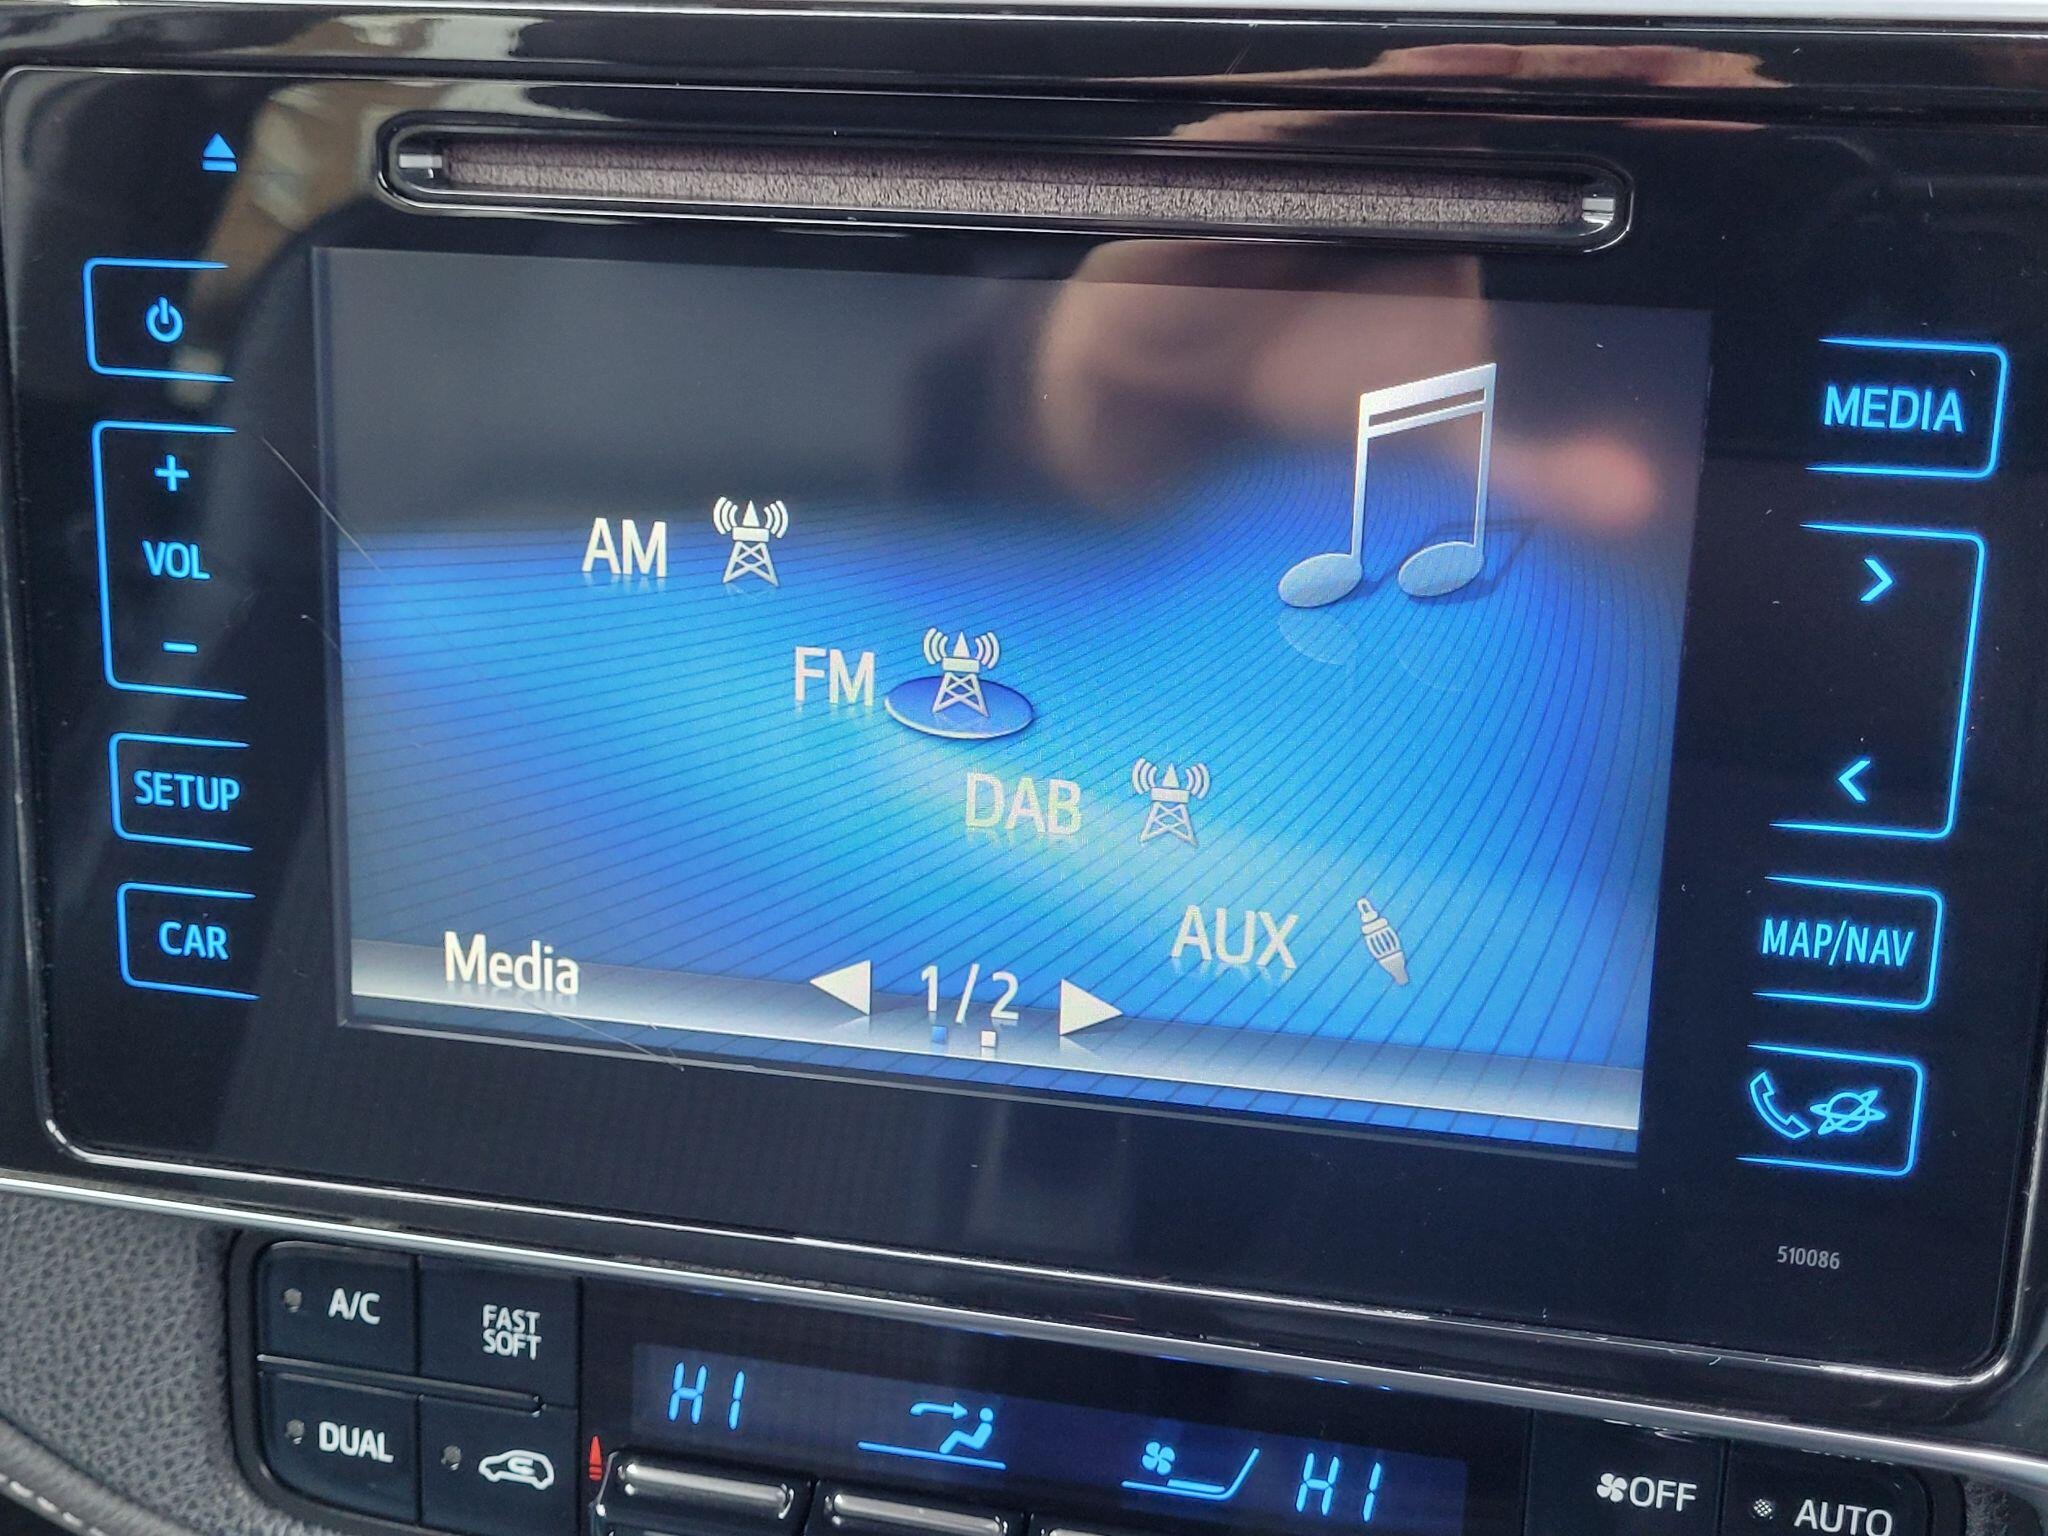 MEDIA
AM
VOL
FM
SETUP
DAB
CAR
AUX
MAP/NAV
Media
1/2
510086
A/C
FAST
SOFT
HI
DUAL
HI
OFF
AUTO